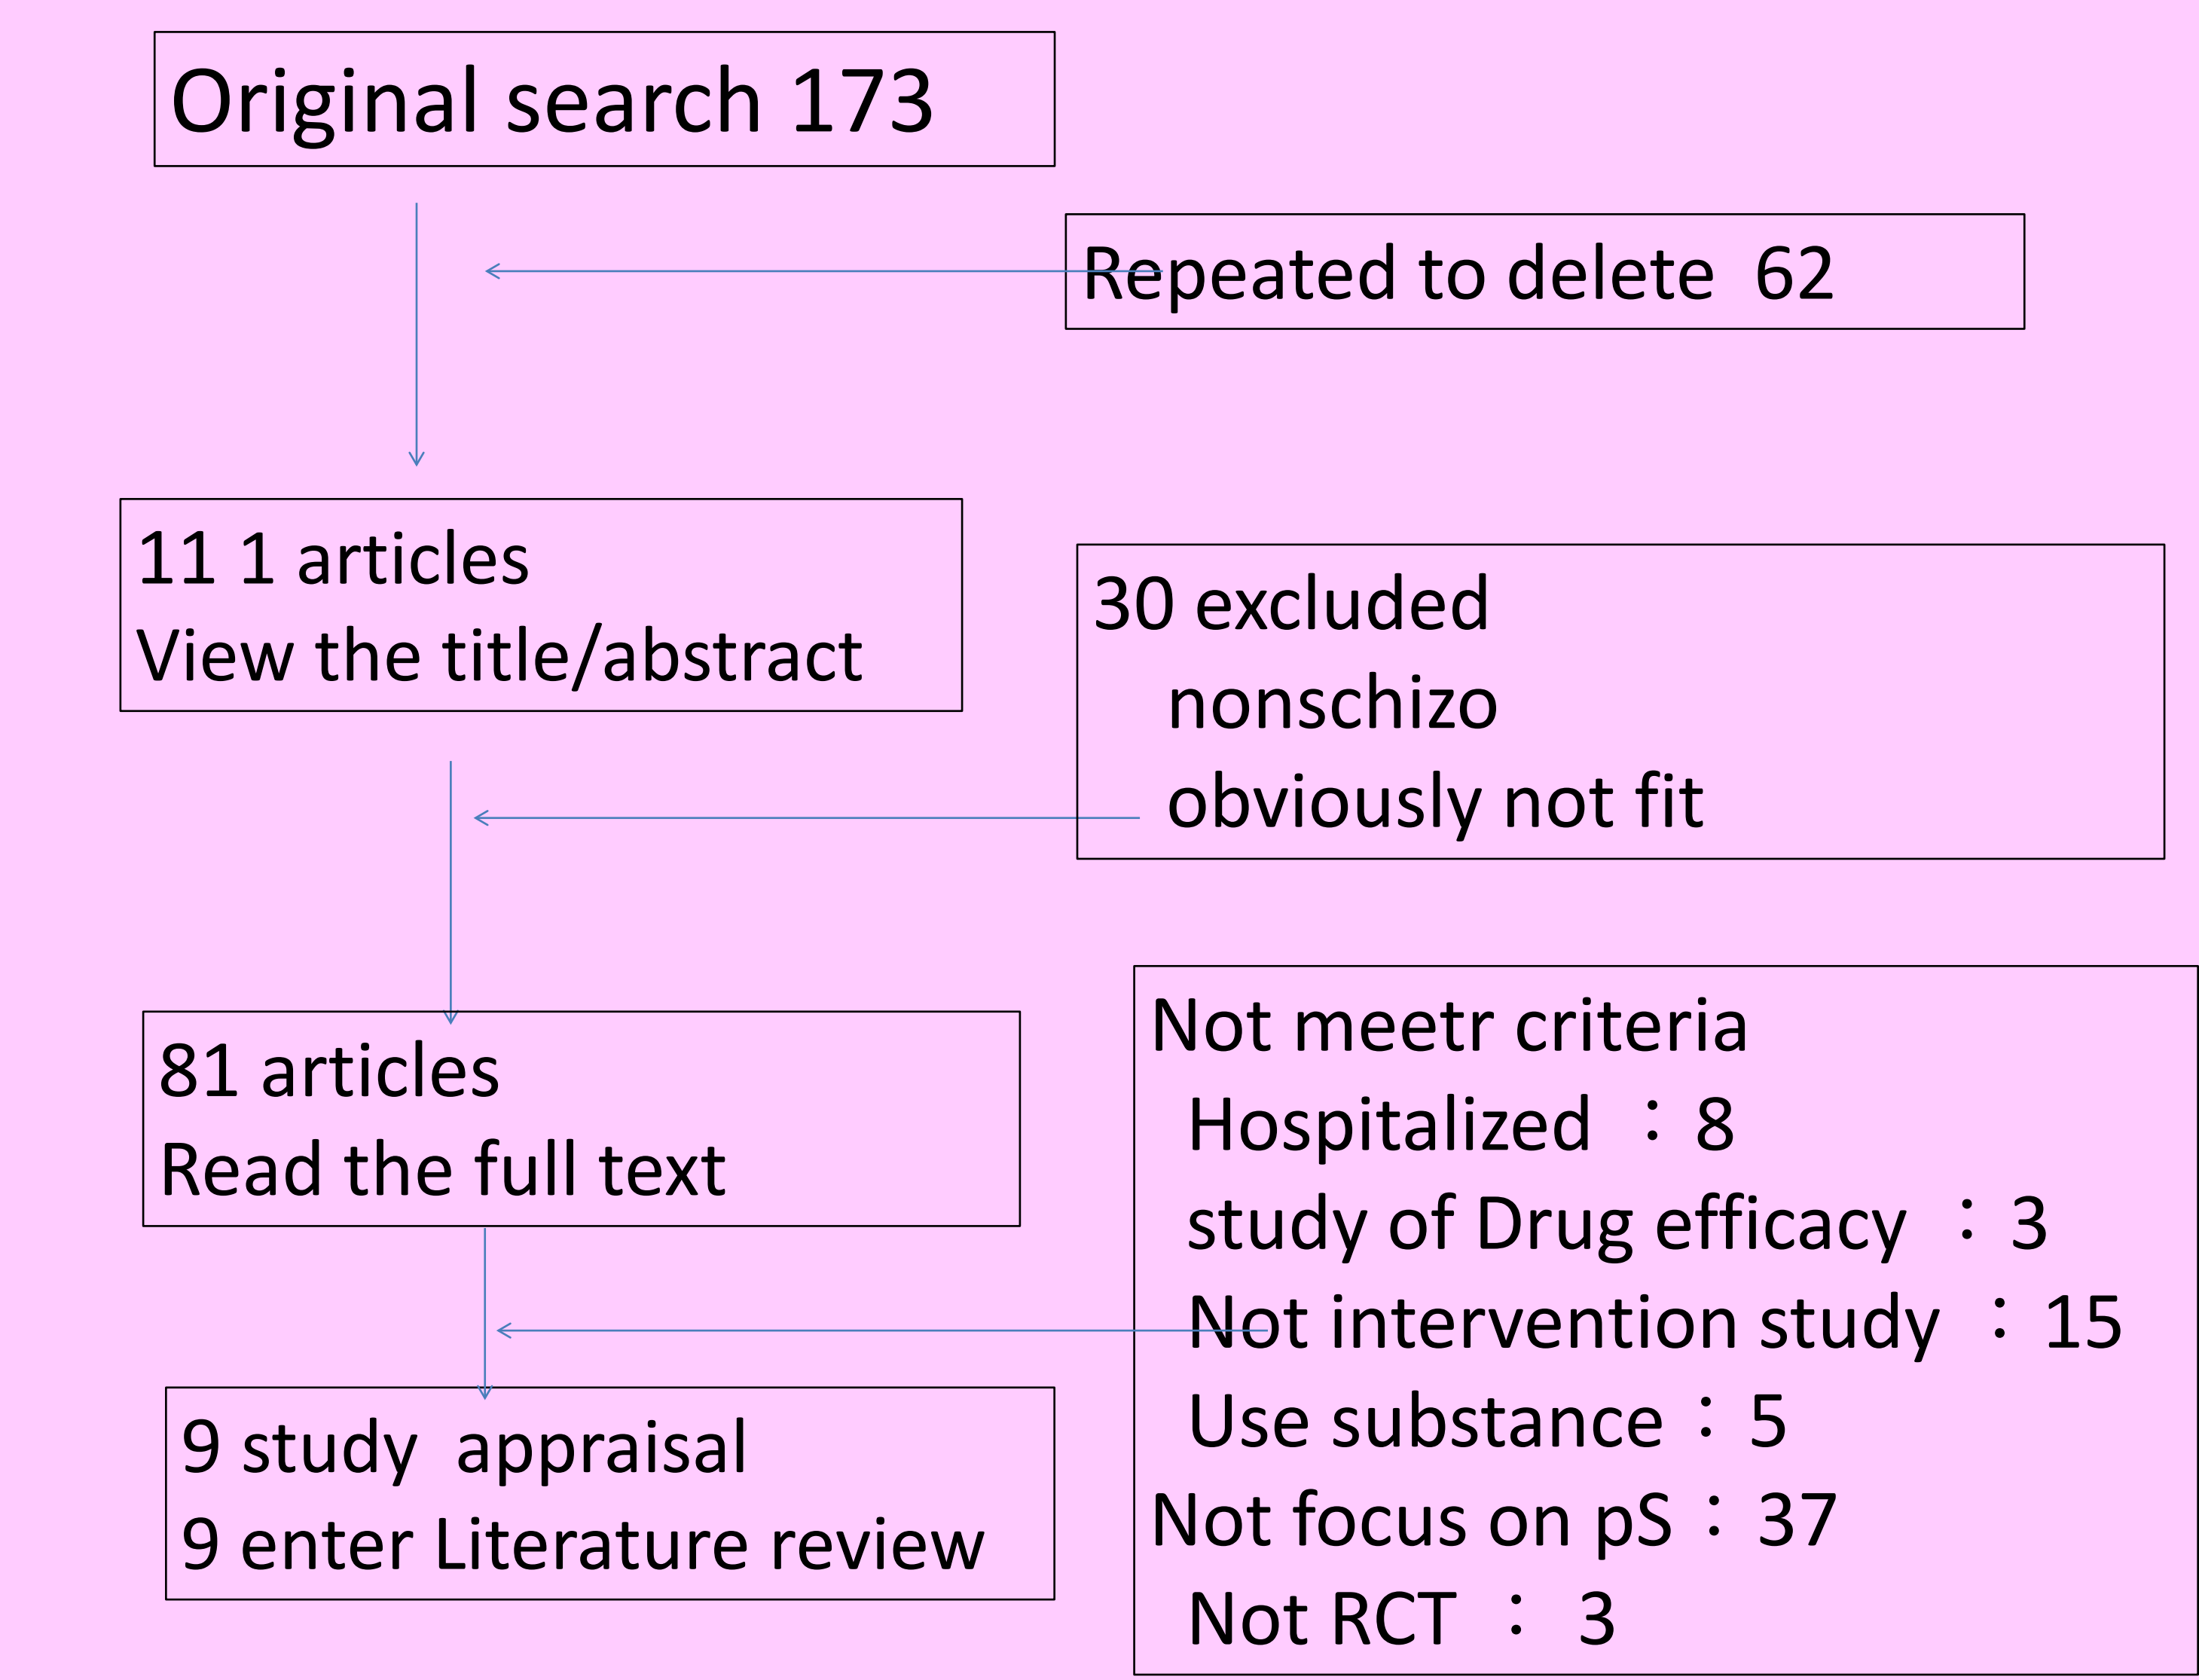 Original search 173
Repeated to delete  62
11 1 articles
View the title/abstract
30 excluded
nonschizo
obviously not fit
81 articles
Read the full text
Not meetr criteria
Hospitalized ：8
study of Drug efficacy ：3
Not intervention study ：15
Use substance：5
Not focus on pS：37
Not RCT ： 3
9 study  appraisal
9 enter Literature review